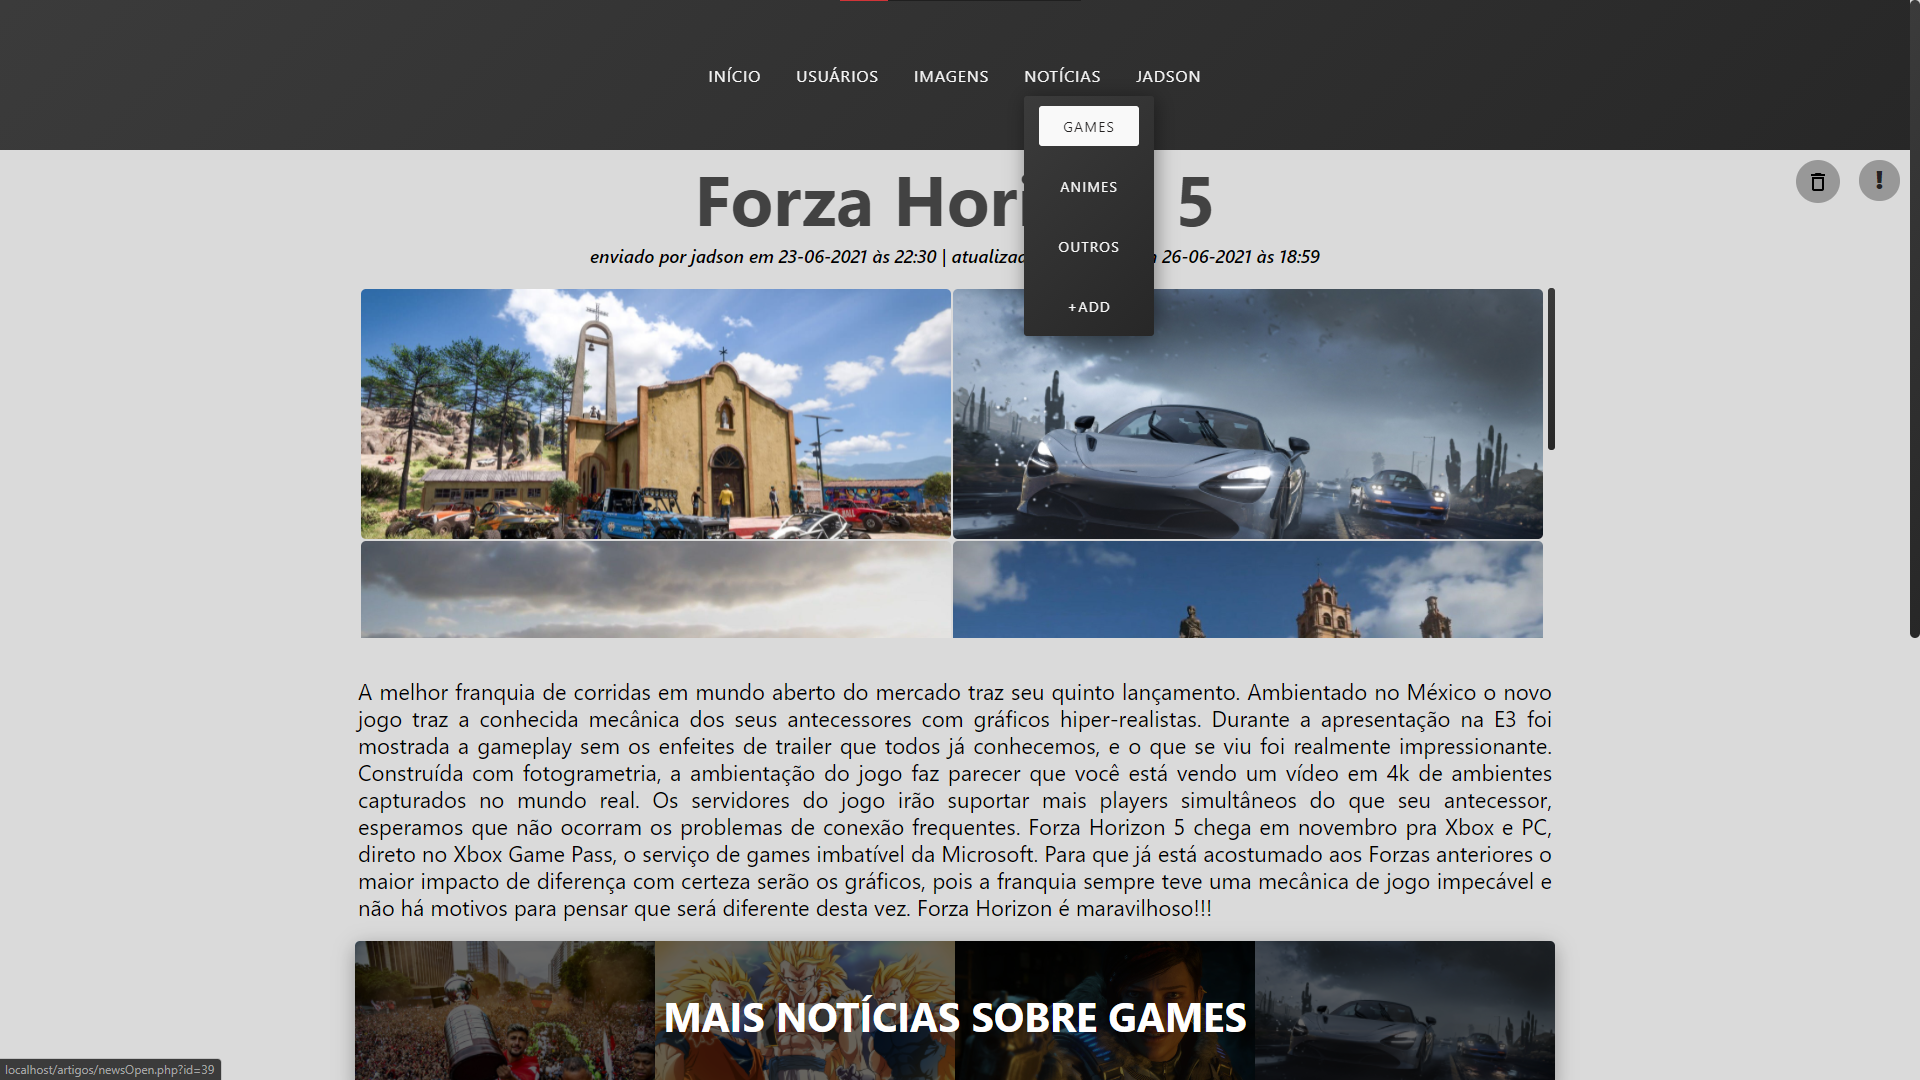 INÍCIO USUÁRIOS IMAGENS NOTÍCIAS JADSON
GAMES
ANIMES
OUTROS
+ADD
Forza Hori 5
enviado por jadson em 23-06-2021 às 22:30 | atualizad 26-06-2021 às 18:59
A melhor franquia de corridas em mundo aberto do mercado traz seu quinto lançamento. Ambientado no México o novo
jogo traz a conhecida mecânica dos seus antecessores com gráficos hiper-realistas. Durante a apresentação na E3 foi
mostrada a gameplay sem os enfeites de trailer que todos já conhecemos, e o que se viu foi realmente impressionante.
Construída com fotogrametria, a ambientação do jogo faz parecer que você está vendo um vídeo em 4k de ambientes
capturados no mundo real. Os servidores do jogo irão suportar mais players simultâneos do que seu antecessor,
esperamos que não ocorram os problemas de conexão frequentes. Forza Horizon 5 chega em novembro pra Xbox e PC,
direto no Xbox Game Pass, o serviço de games imbatível da Microsoft. Para que já está acostumado aos Forzas anteriores o
maior impacto de diferença com certeza serão os gráficos, pois a franquia sempre teve uma mecânica de jogo impecável e
não há motivos para pensar que será diferente desta vez. Forza Horizon é maravilhoso!!!
MAIS NOTÍCIAS SOBRE GAMES
localhost/artigos/newsOpen.php?id=39